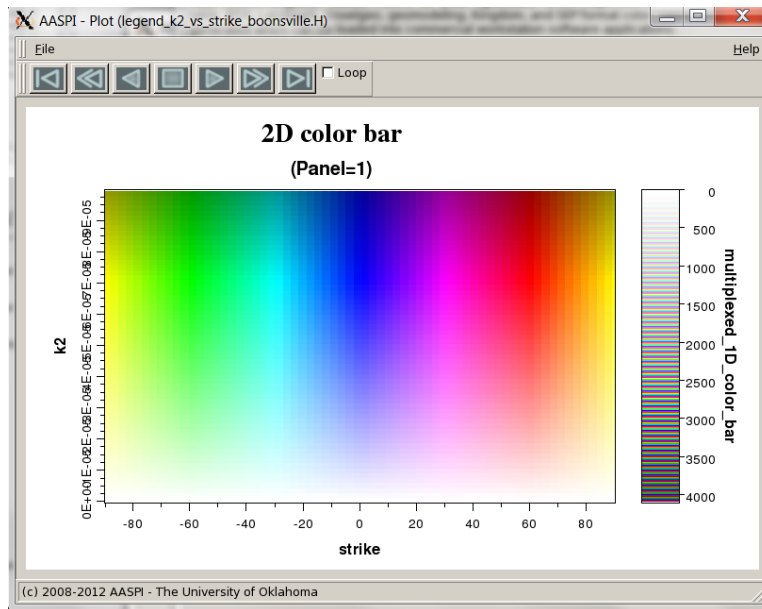 AASPI - Plot (legend_k2_vs_strike_boonsville.H)
File
Help
Loop
2D color bar
(Panel=1)
k2
-80 -60 -40 -20 0 20 40 60 80
strike
0
500
1000
1500
2000
2500
3000
3500
4000
multiplexed_1D_color_bar
(c) 2008-2012 AASPI - The University of Oklahoma